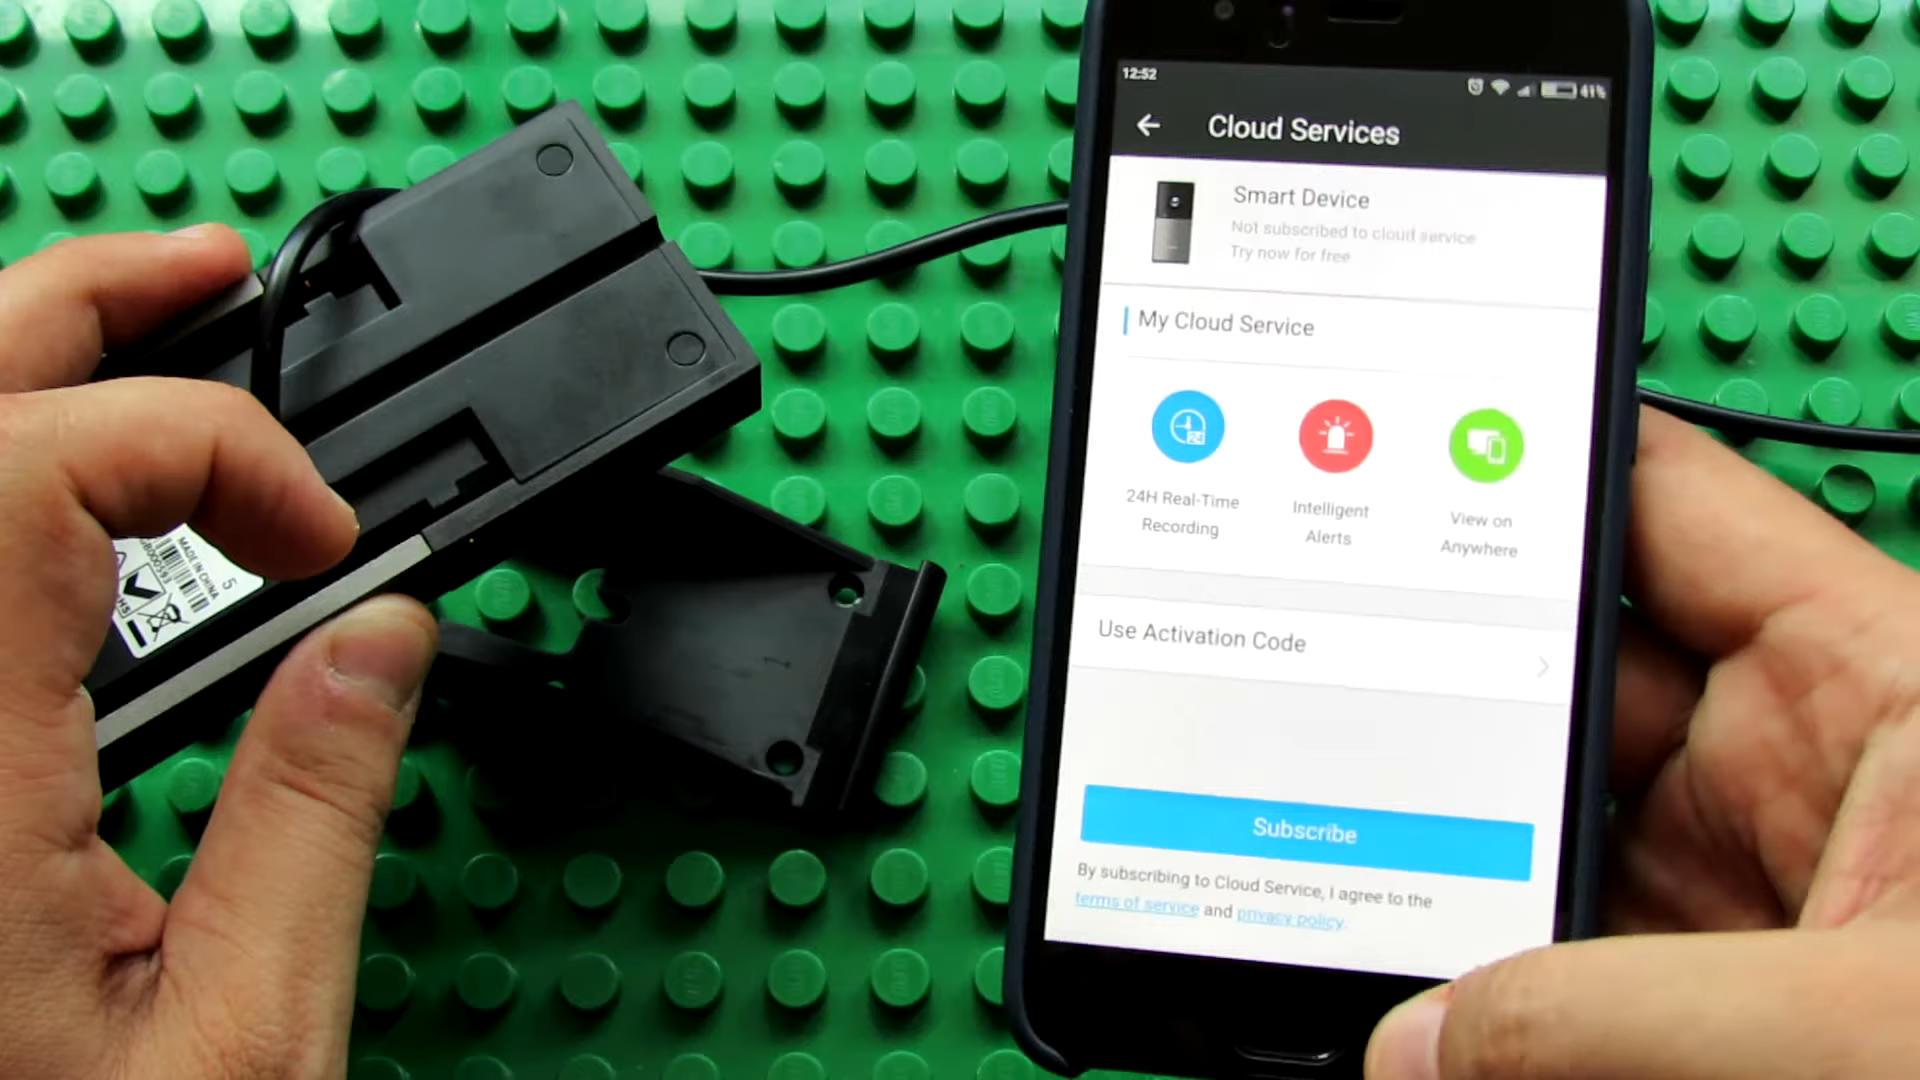 12:52
41%
Cloud Services
Smart Device
Not subscribed to cloud service
Try now for free
My Cloud Service
24
24H Real-Time
Recording
Intelligent
Alerts
View on
Anywhere
Use Activation Code
Subscribe
By subscribing to Cloud Service, I agree to the
terms of service and privacy policy.
MADE IN CHINA
5